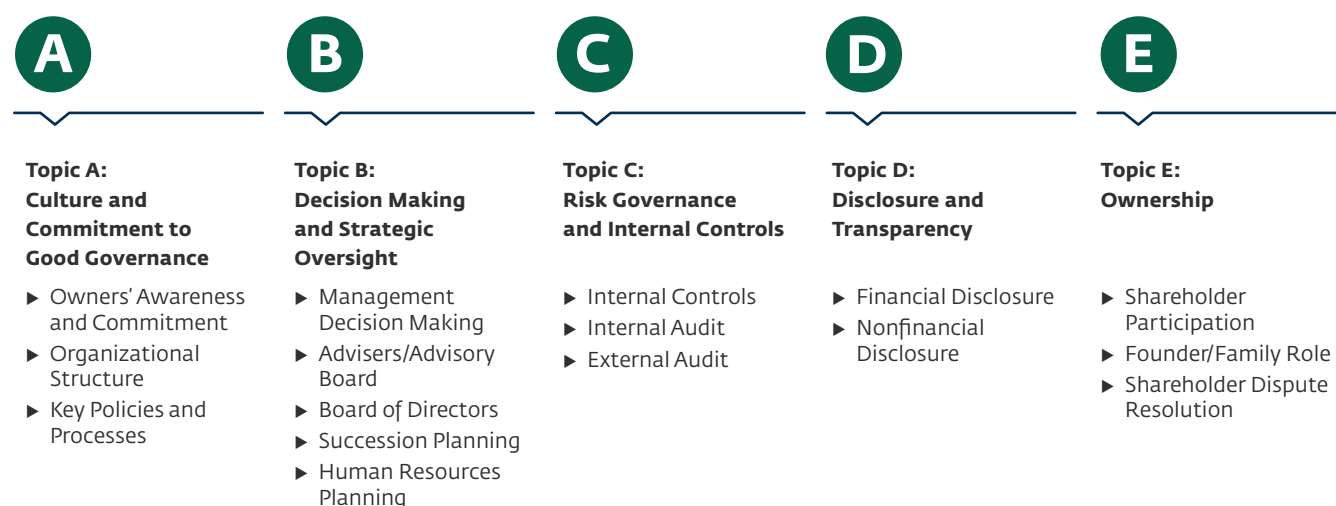 A
B
C
D
E
Topic A:
Culture and
Commitment to
Good Governance
▶ Owners' Awareness
and Commitment
▶ Organizational
Structure
▶ Key Policies and
Processes
Topic B:
Decision Making
and Strategic
Oversight
▶ Management
Decision Making
▶ Advisers/Advisory
Board
▶ Board of Directors
▶ Succession Planning
▶ Human Resources
Planning
Topic C:
Risk Governance
and Internal Controls
▶ Internal Controls
▶ Internal Audit
▶ External Audit
Topic D:
Disclosure and
Transparency
▶ Financial Disclosure
▶ Nonfinancial
Disclosure
Topic E:
Ownership
▶ Shareholder
Participation
▶ Founder/Family Role
▶ Shareholder Dispute
Resolution